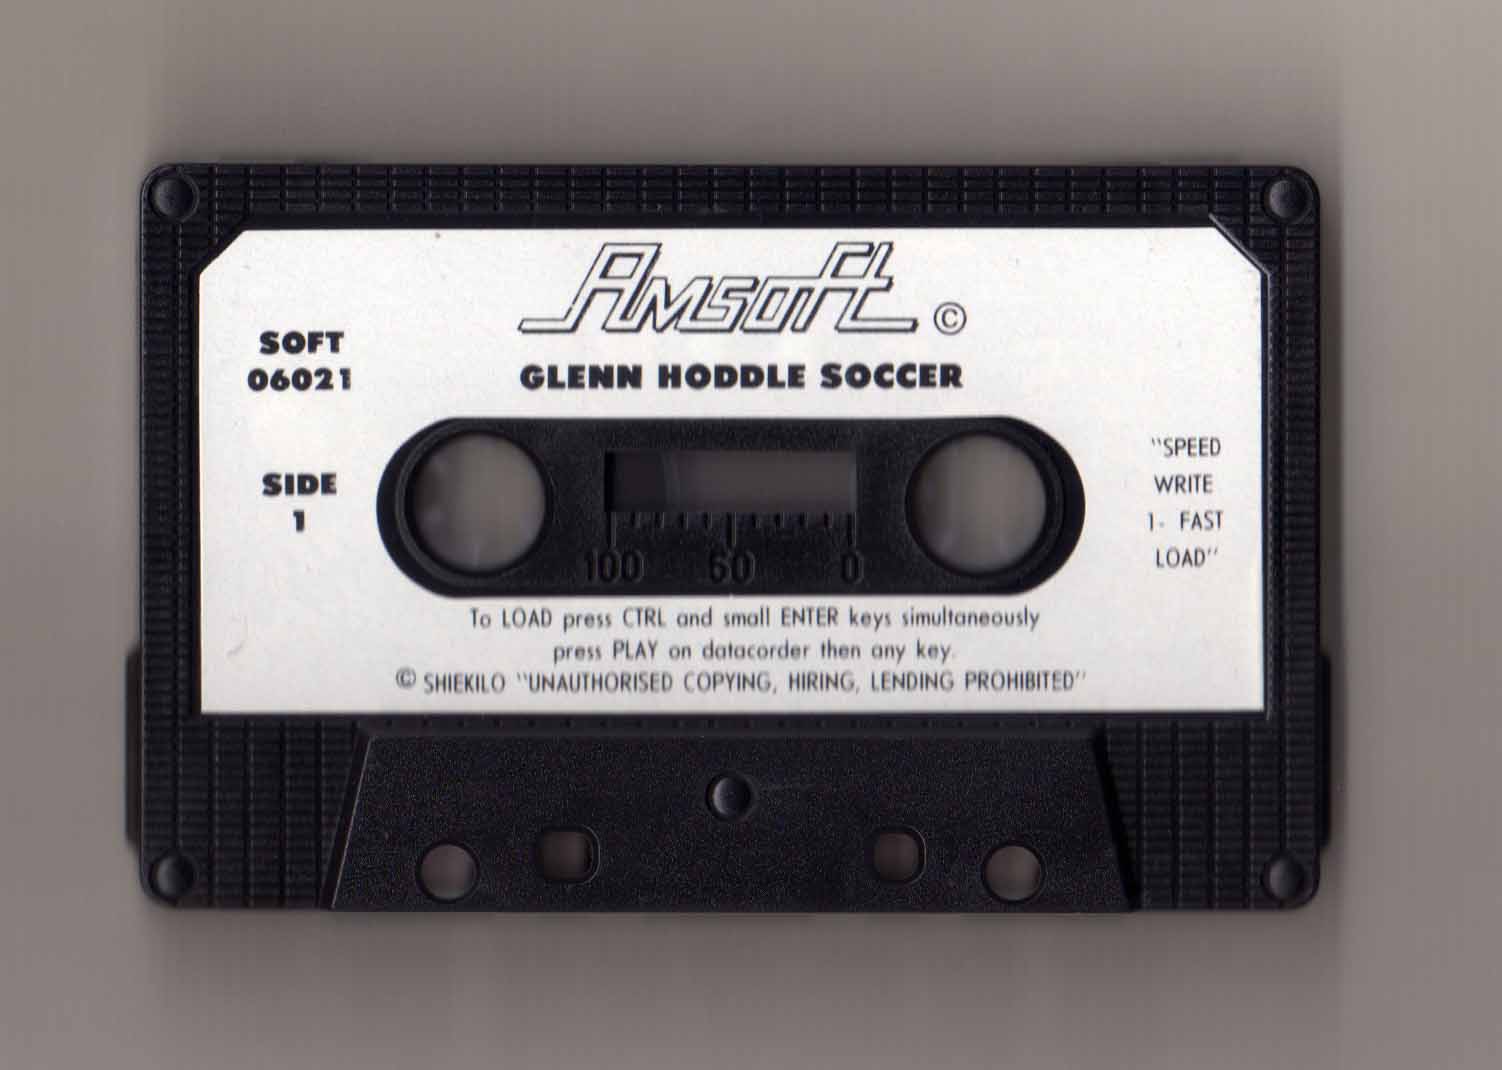 Amsoft ©
SOFT
06021
GLENN HODDLE SOCCER
SIDE
1
"SPEED
WRITE
1- FAST
LOAD"
100 50 0
To LOAD press CTRL and small ENTER keys simultaneously
press PLAY on datacorder then any key.
© SHIEKILO "UNAUTHORISED COPYING, HIRING, LENDING PROHIBITED"